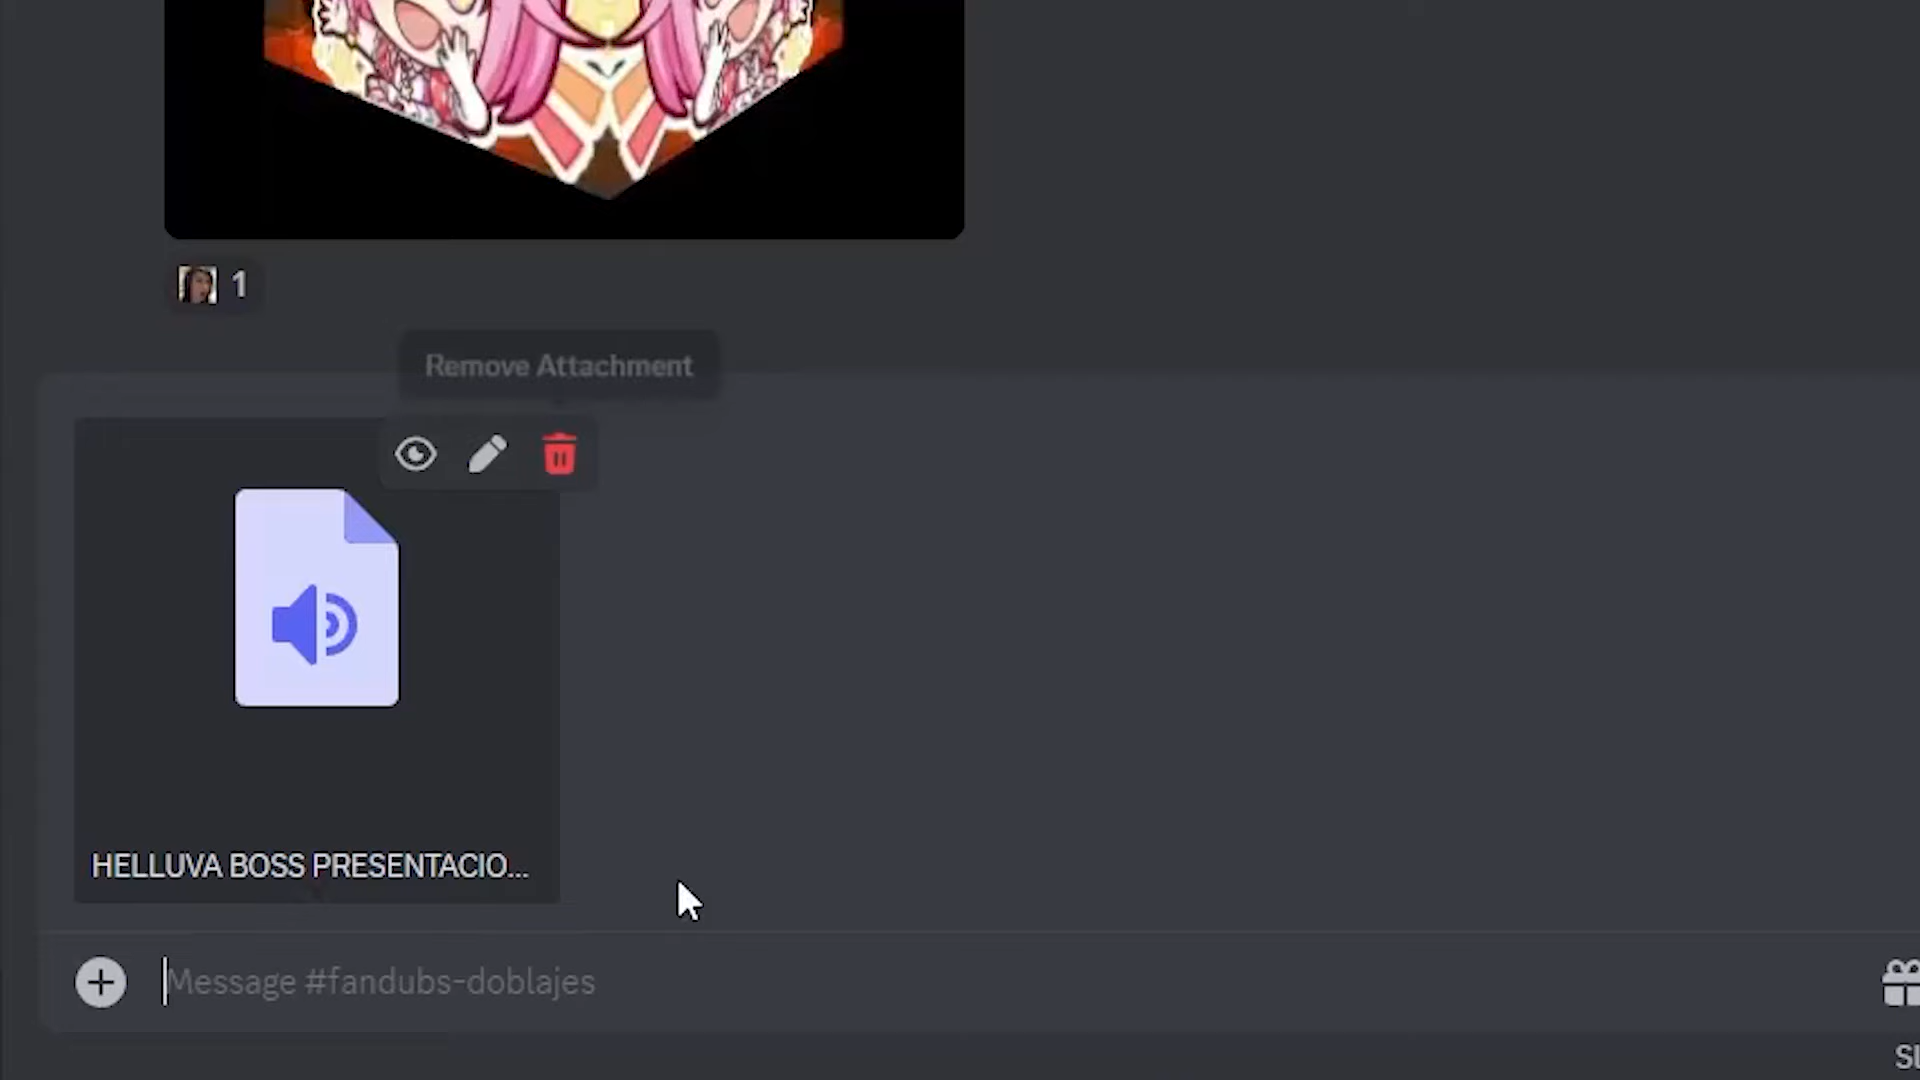 1
Remove Attachment
HELLUVA BOSS PRESENTACIO...
Message #fandubs-doblajes